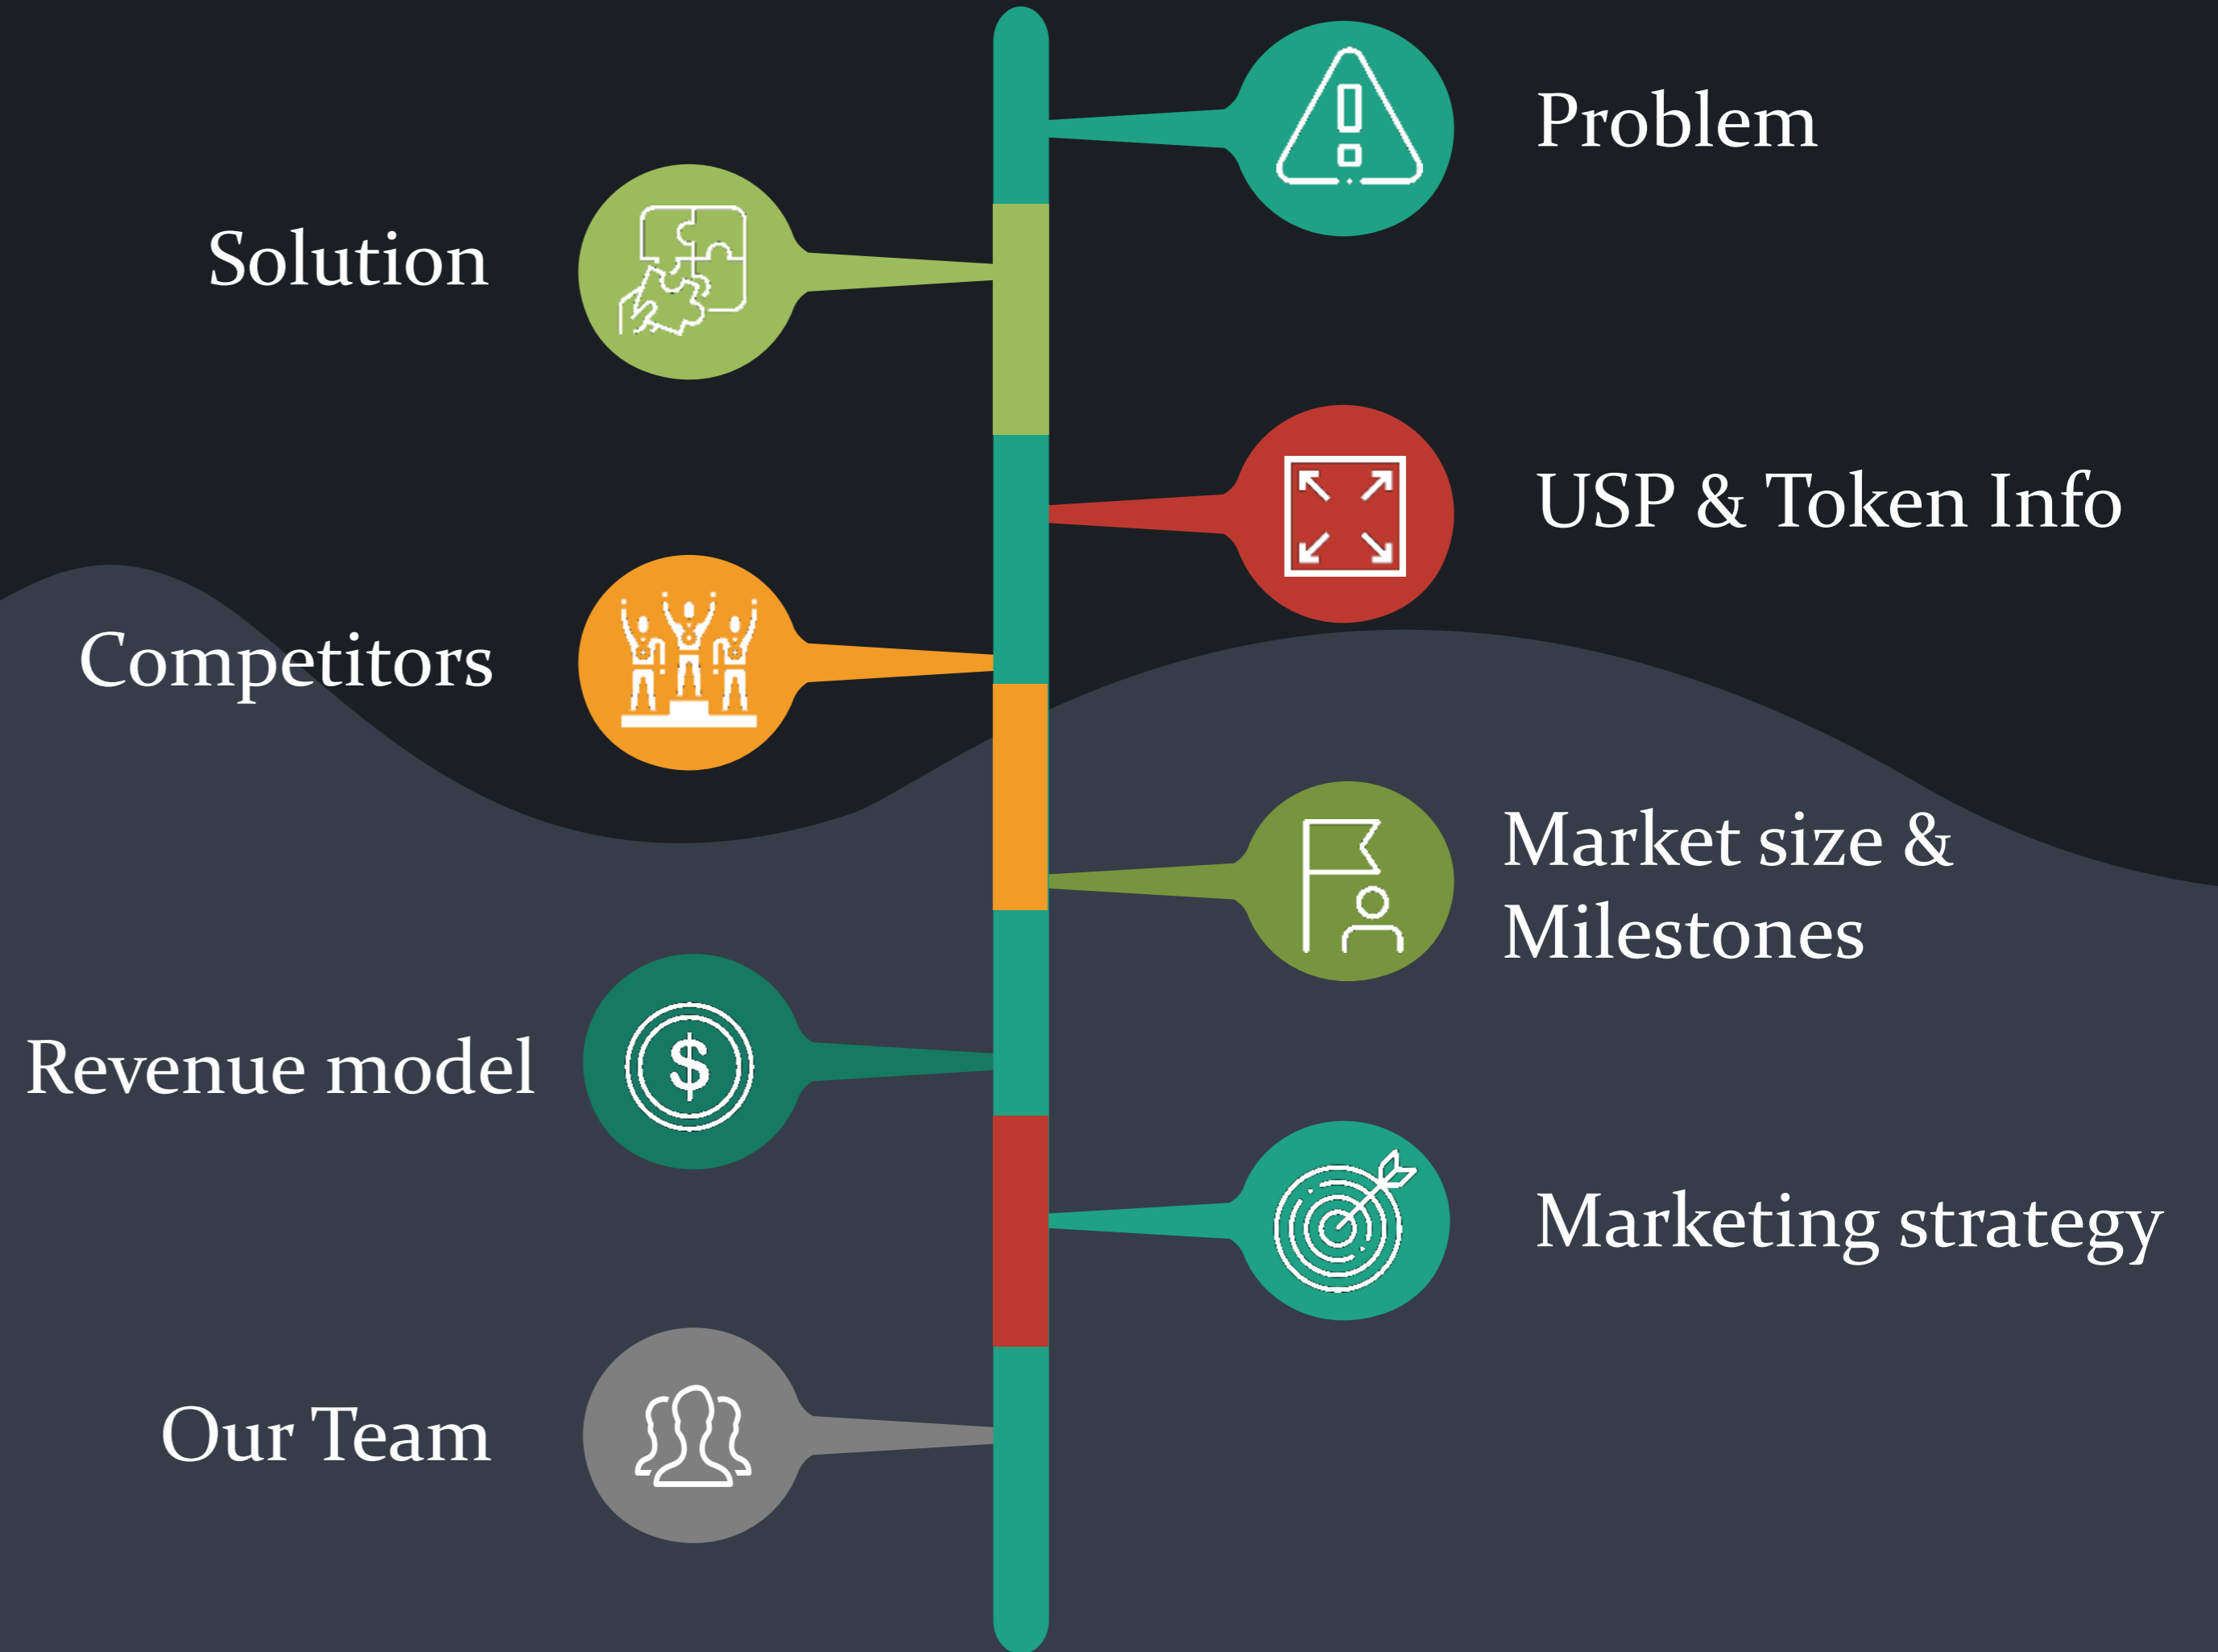 Problem
Solution
USP & Token Info
Competitors
Market size &
Milestones
Revenue model
Marketing strategy
Our Team